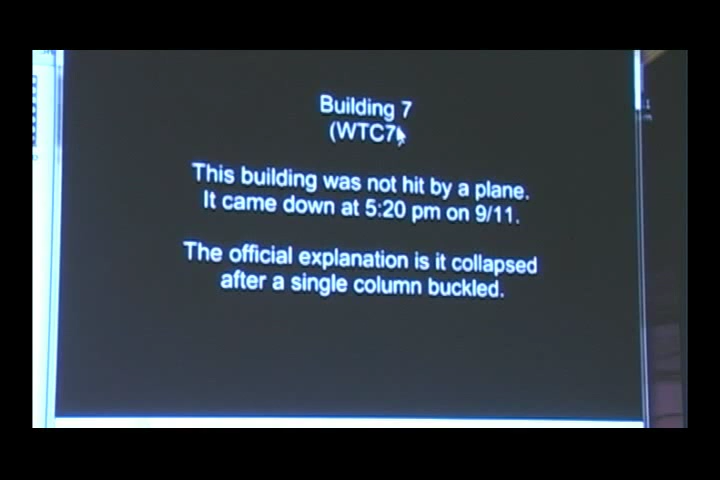 Building 7
(WTC7
This building was not hit by a plane.
It came down at 5:20 pm on 9/11.
The official explanation is it collapsed
after a single column buckled.